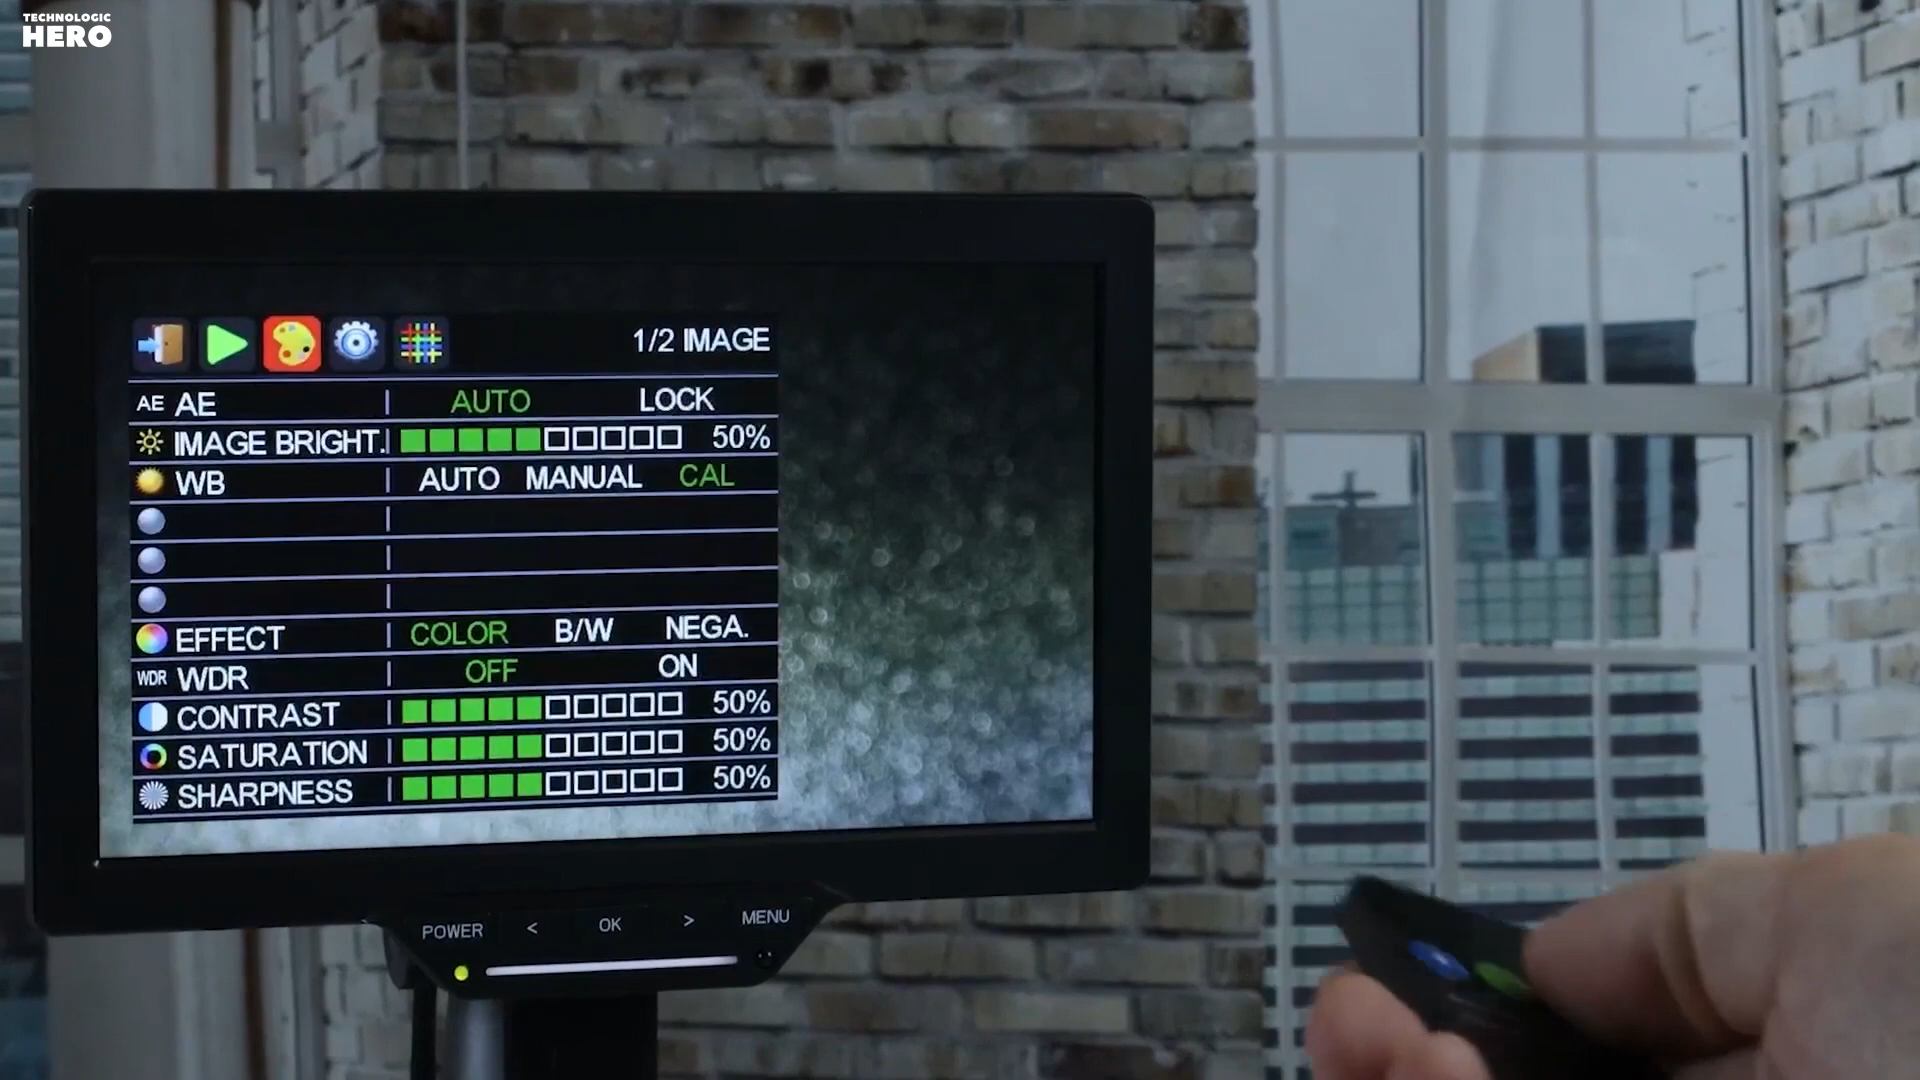 TECHNOLOGIC
HERO
1/2 IMAGE
AE AE AUTO LOCK
IMAGE BRIGHT. 50%
WB AUTO MANUAL CAL
EFFECT COLOR B/W NEGA.
WDR WDR OFF ON
CONTRAST 50%
SATURATION 50%
SHARPNESS 50%
POWER < OK > MENU